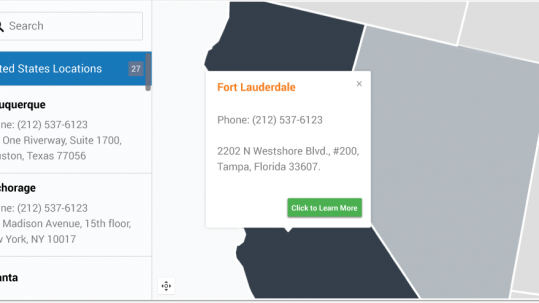 Search
ted States Locations 27
uquerque
ne: (212) 537-6123
One Riverway, Suite 1700,
uston, Texas 77056
chorage
ne: (212) 537-6123
Madison Avenue, 15th floor,
w York, NY 10017
anta
Fort Lauderdale ×
Phone: (212) 537-6123
2202 N Westshore Blvd., #200,
Tampa, Florida 33607.
Click to Learn More